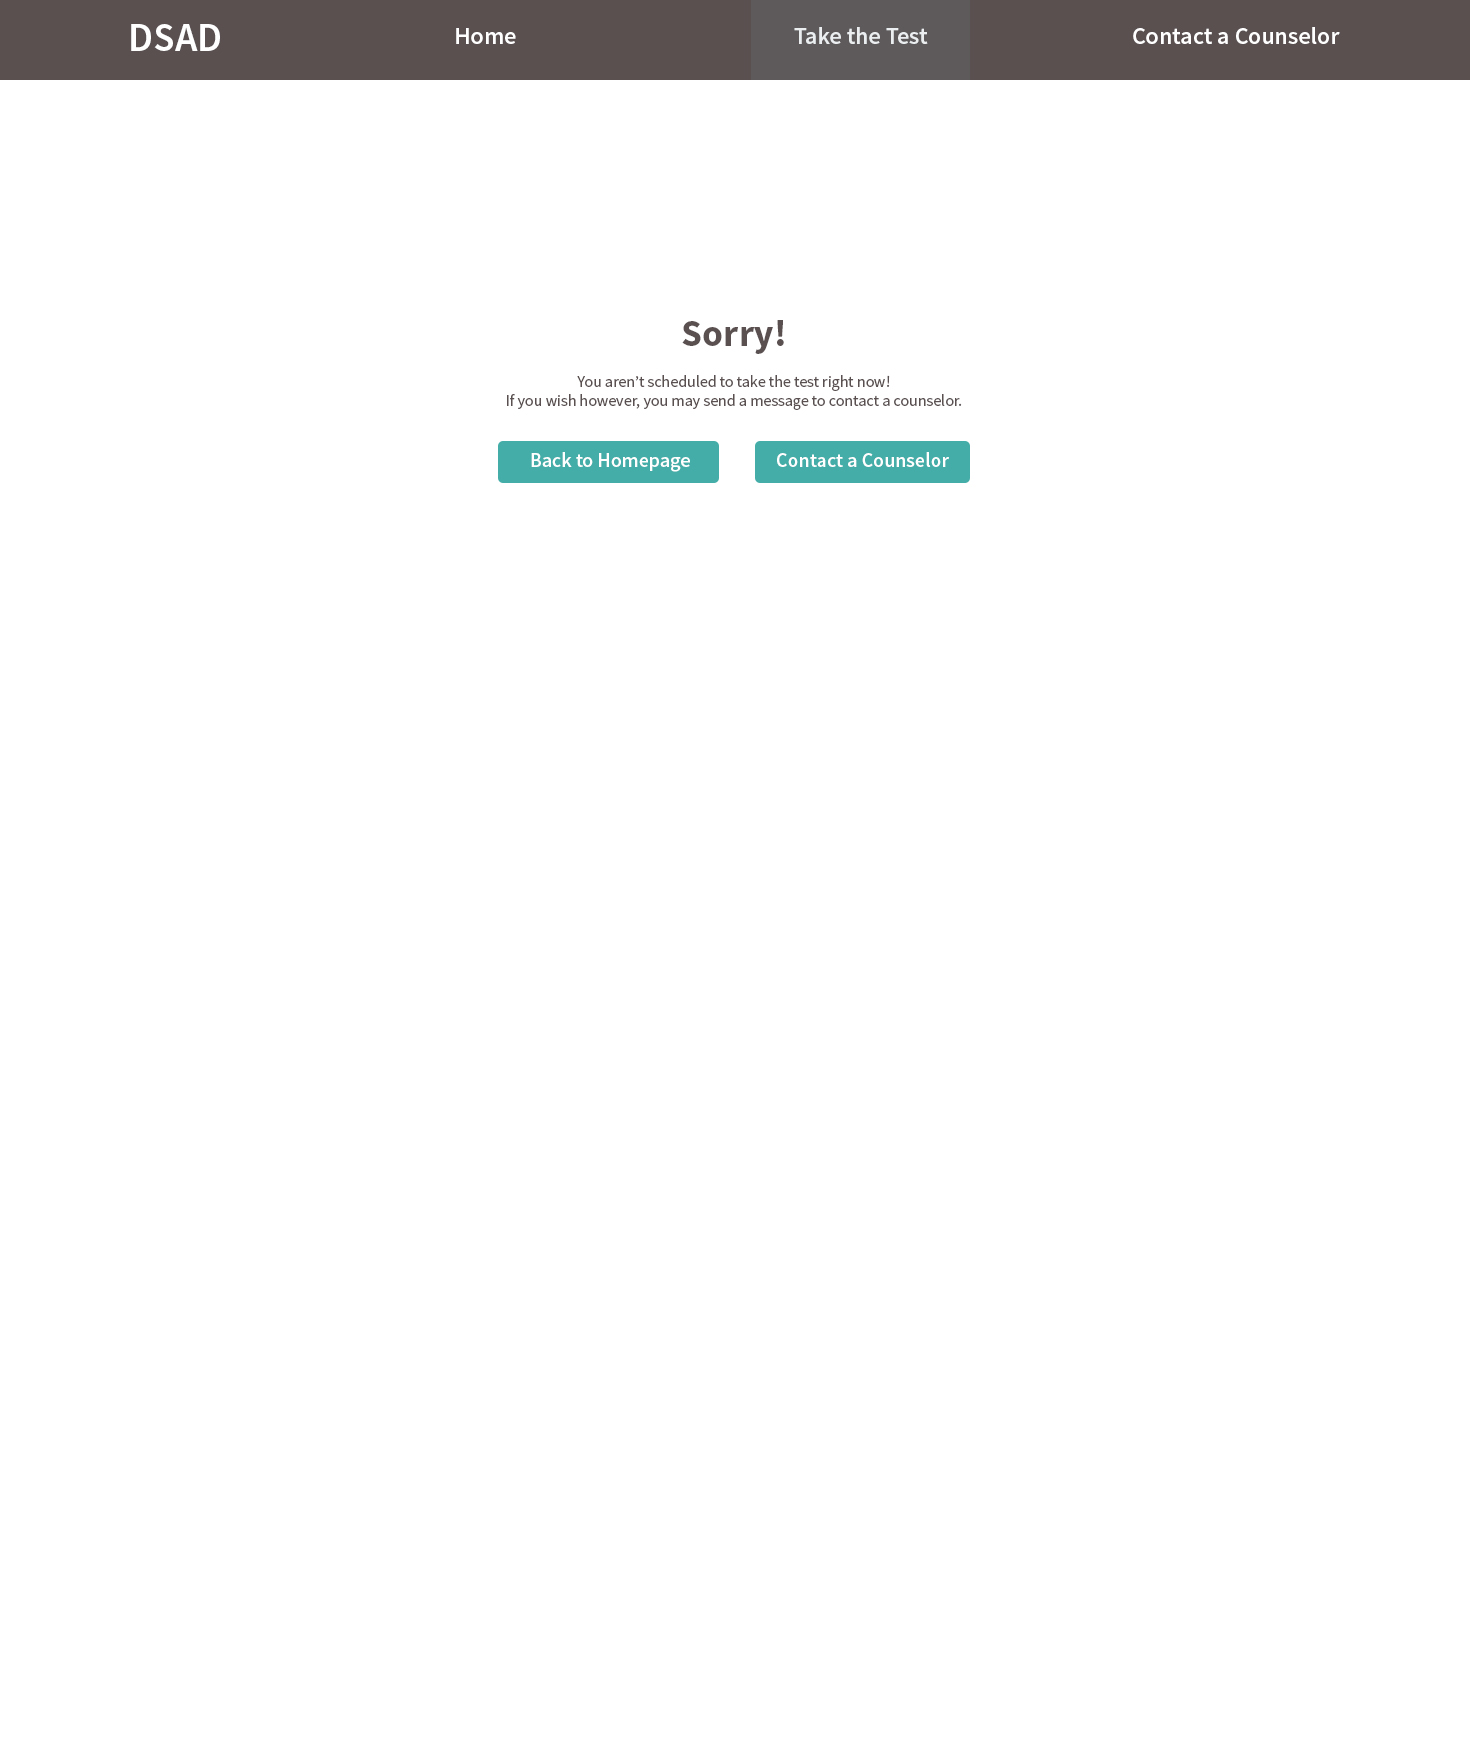 DSAD
Home
Take the Test
Contact a Counselor
Sorry!
You aren’t scheduled to take the test right now!
If you wish however, you may send a message to contact a counselor.
Back to Homepage
Contact a Counselor